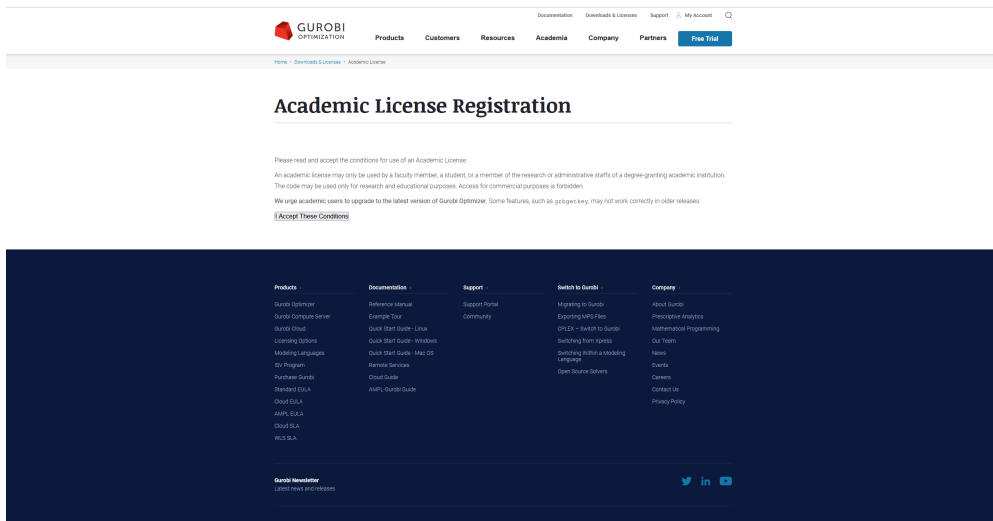 Documentation Downloads & Licenses Support My Account
GUROBI
OPTIMIZATION
Products Customers Resources Academia Company Partners Free Trial
Home Downloads & Licenses Academic License
Academic License Registration
Please read and accept the conditions for use of an Academic License:
An academic license may only be used by a faculty member, a student, or a member of the research or administrative staffs of a degree-granting academic institution.
The code may be used only for research and educational purposes. Access for commercial purposes is forbidden.
We urge academic users to upgrade to the latest version of Gurobi Optimizer. Some features, such as grbgetkey, may not work correctly in older releases.
I Accept These Conditions
Products
Gurobi Optimizer
Gurobi Compute Server
Gurobi Cloud
Licensing Options
Modeling Languages
ISV Program
Purchase Gurobi
Standard EULA
Cloud EULA
AMPL EULA
Cloud SLA
WLS SLA
Documentation
Reference Manual
Example Tour
Quick Start Guide - Linux
Quick Start Guide - Windows
Quick Start Guide - Mac OS
Remote Services
Cloud Guide
AMPL-Gurobi Guide
Support
Support Portal
Community
Switch to Gurobi
Migrating to Gurobi
Exporting MPS Files
CPLEX – Switch to Gurobi
Switching from Xpress
Switching Within a Modeling
Language
Open Source Solvers
Company
About Gurobi
Prescriptive Analytics
Mathematical Programming
Our Team
News
Events
Careers
Contact Us
Privacy Policy
Gurobi Newsletter
Latest news and releases